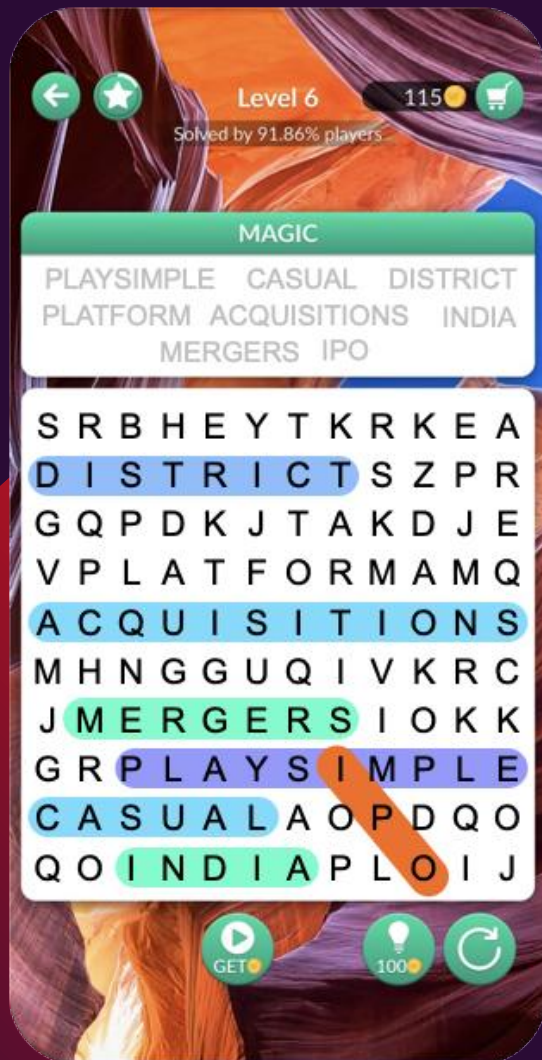 Level 6
115
Solved by 91.86% players
MAGIC
PLAYSIMPLE CASUAL DISTRICT
PLATFORM ACQUISITIONS INDIA
MERGERS IPO
S R B H E Y T K R K E A
D I S T R I C T S Z P R
G Q P D K J T A K D J E
V P L A T F O R M A M Q
A C Q U I S I T I O N S
M H N G G U Q I V K R C
J M E R G E R S I O K K
G R P L A Y S I M P L E
C A S U A L A O P D Q O
Q O I N D I A P L O I J
GET
100